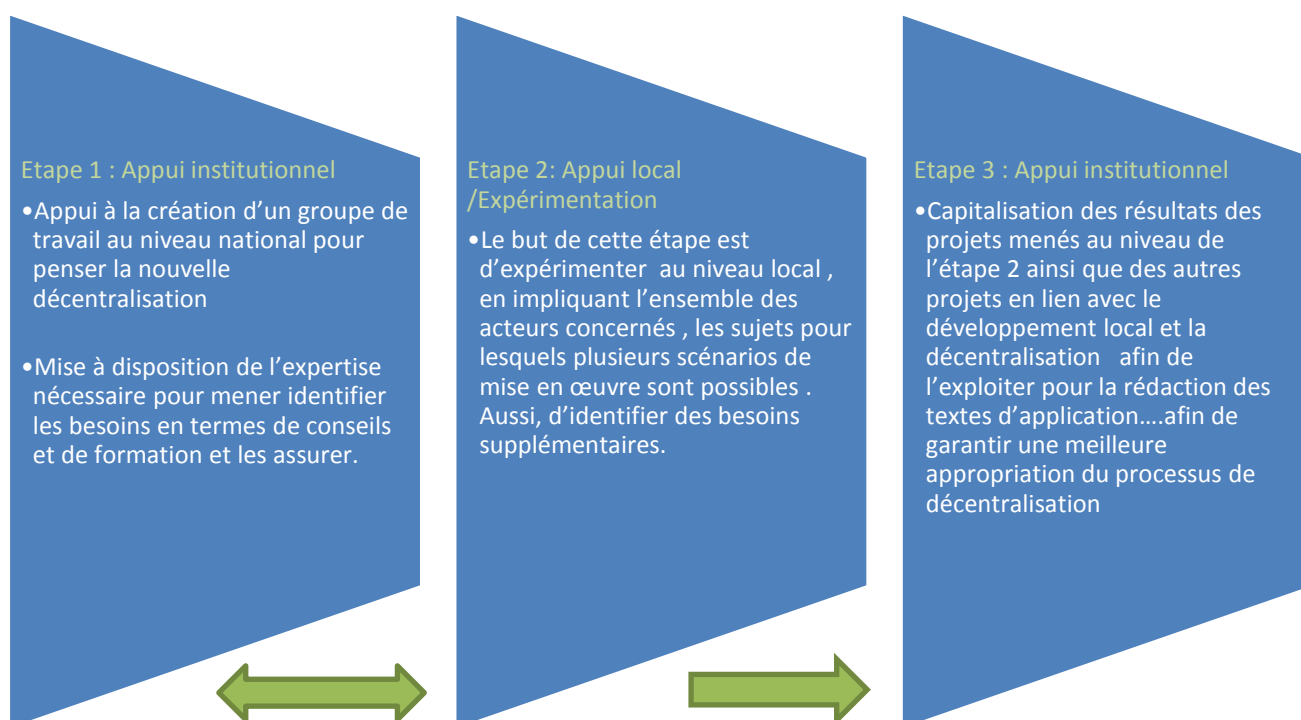 Etape 1 : Appui institutionnel
•Appui à la création d'un groupe de
travail au niveau national pour
penser la nouvelle
décentralisation
•Mise à disposition de l'expertise
nécessaire pour mener identifier
les besoins en termes de conseils
et de formation et les assurer.
Etape 2: Appui local
/Expérimentation
•Le but de cette étape est
d'expérimenter au niveau local ,
en impliquant l'ensemble des
acteurs concernés , les sujets pour
lesquels plusieurs scénarios de
mise en œuvre sont possibles .
Aussi, d'identifier des besoins
supplémentaires.
Etape 3 : Appui institutionnel
•Capitalisation des résultats des
projets menés au niveau de
l'étape 2 ainsi que des autres
projets en lien avec le
développement local et la
décentralisation afin de
l'exploiter pour la rédaction des
textes d'application….afin de
garantir une meilleure
appropriation du processus de
décentralisation